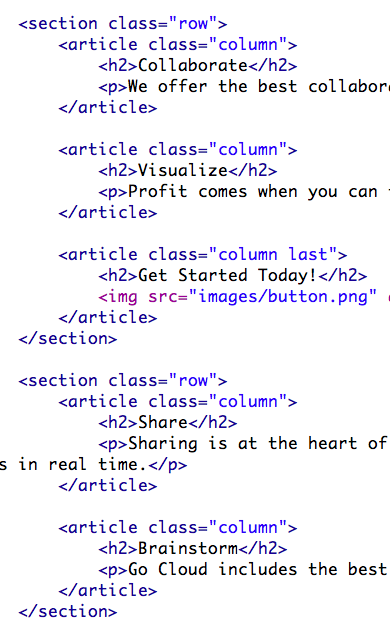 <section class="row">
<article class="column">
<h2>Collaborate</h2>
<p>We offer the best collabor
</article>
<article class="column">
<h2>Visualize</h2>
<p>Profit comes when you can
</article>
<article class="column last">
<h2>Get Started Today!</h2>
<img src="images/button.png"
</article>
</section>
<section class="row">
<article class="column">
<h2>Share</h2>
<p>Sharing is at the heart of
s in real time.</p>
</article>
<article class="column">
<h2>Brainstorm</h2>
<p>Go Cloud includes the best
</article>
</section>